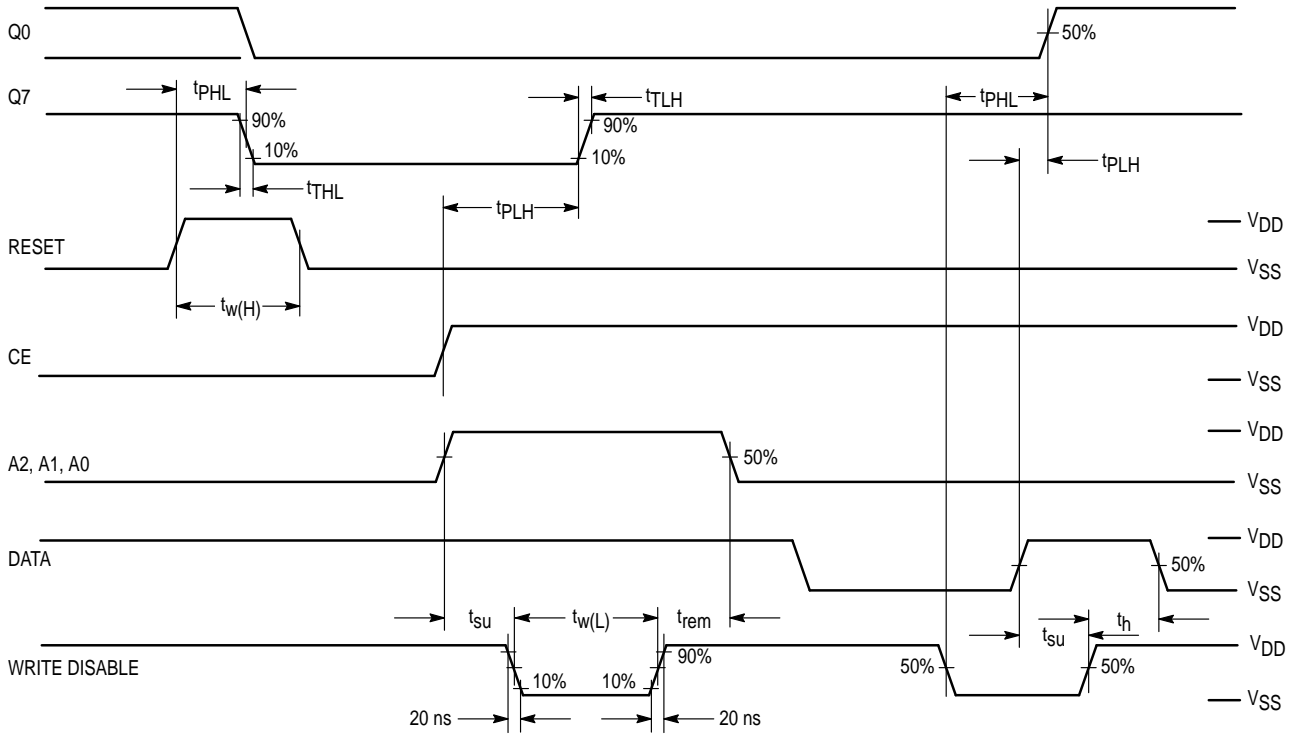 Q0
50%
Q7
tPHL
tTLH
tPHL
90%
90%
10%
10%
tPLH
tTHL
tPLH
VDD
RESET
VSS
tw(H)
VDD
CE
VSS
VDD
A2, A1, A0
50%
VSS
VDD
DATA
50%
VSS
tsu
tw(L)
trem
tsu
th
VDD
WRITE DISABLE
90%
50%
50%
10%
10%
VSS
20 ns
20 ns